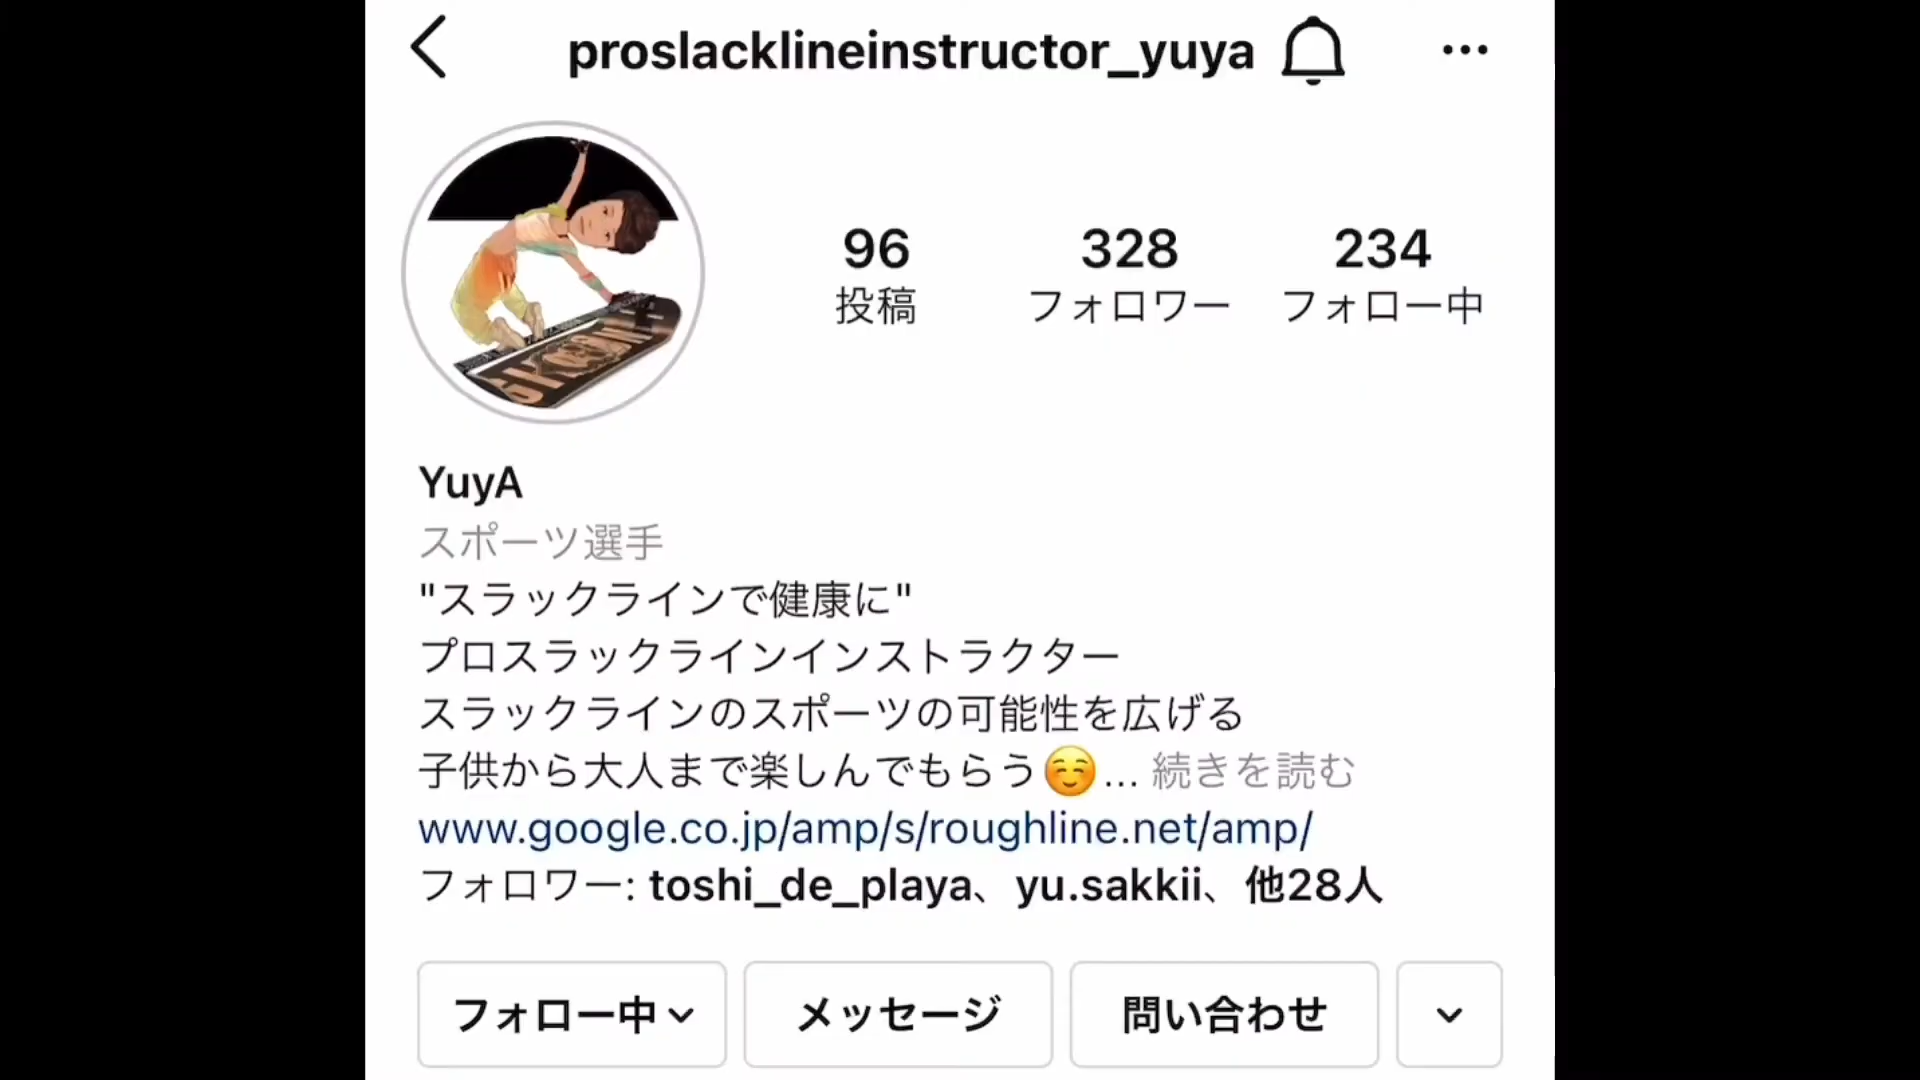 proslacklineinstructor_yuya
96
投稿
328
フォロワー
234
フォロー中
YuyA
スポーツ選手
"スラックラインで健康に"
プロスラックラインインストラクター
スラックラインのスポーツの可能性を広げる
子供から大人まで楽しんでもらう☺️... 続きを読む
www.google.co.jp/amp/s/roughline.net/amp/
フォロワー: toshi_de_playa、yu.sakkii、他28人
フォロー中
メッセージ
問い合わせ